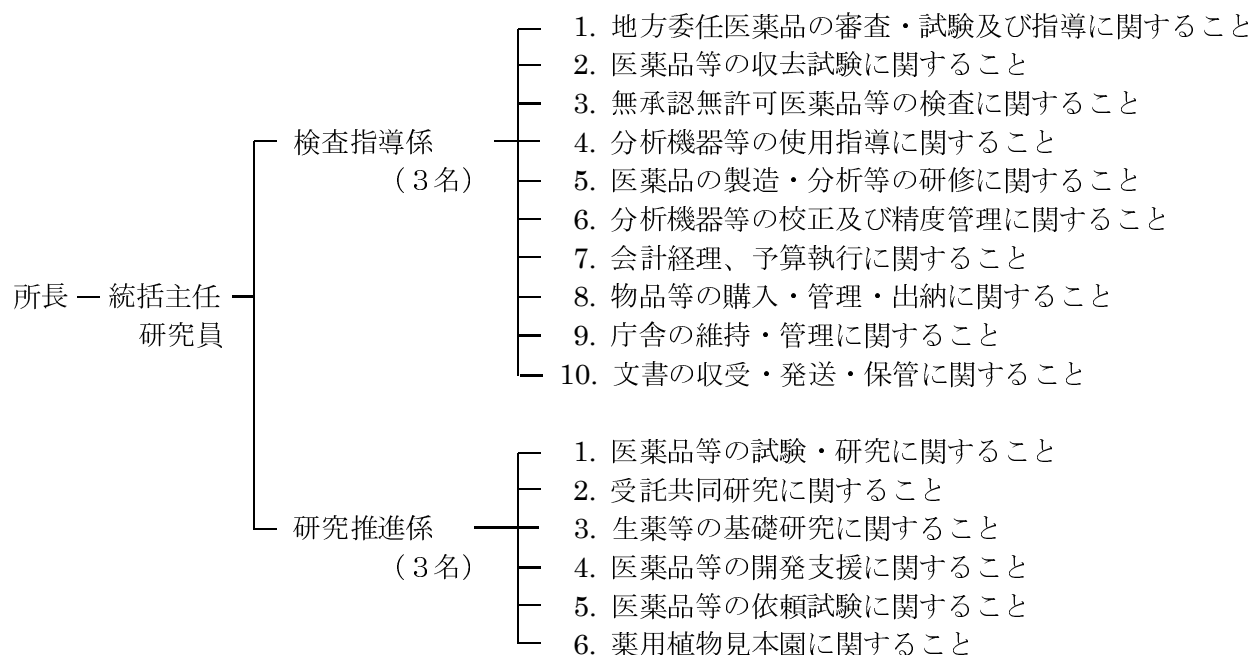 1. 地方委任医薬品の審査・試験及び指導に関すること
2. 医薬品等の収去試験に関すること
3. 無承認無許可医薬品等の検査に関すること
検査指導係
4. 分析機器等の使用指導に関すること
（３名）
5. 医薬品の製造・分析等の研修に関すること
6. 分析機器等の校正及び精度管理に関すること
7. 会計経理、予算執行に関すること
所長 ─ 統括主任
8. 物品等の購入・管理・出納に関すること
研究員
9. 庁舎の維持・管理に関すること
10. 文書の収受・発送・保管に関すること
1. 医薬品等の試験・研究に関すること
2. 受託共同研究に関すること
研究推進係
3. 生薬等の基礎研究に関すること
（３名）
4. 医薬品等の開発支援に関すること
5. 医薬品等の依頼試験に関すること
6. 薬用植物見本園に関すること